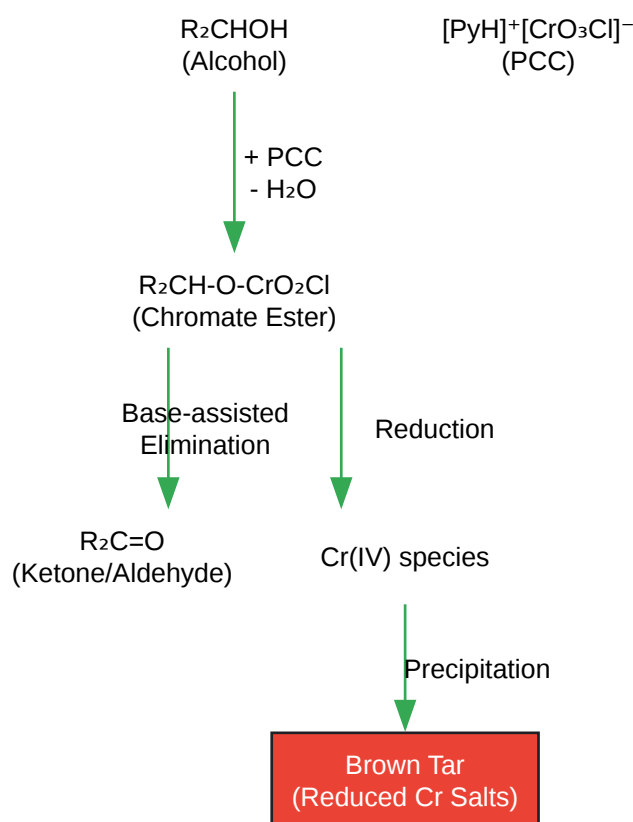 R₂CHOH
(Alcohol)
[PyH]⁺[CrO₃Cl]⁻
(PCC)
+ PCC
- H₂O
R₂CH-O-CrO₂Cl
(Chromate Ester)
Base-assisted
Elimination
Reduction
R₂C=O
(Ketone/Aldehyde)
Cr(IV) species
Precipitation
Brown Tar
(Reduced Cr Salts)